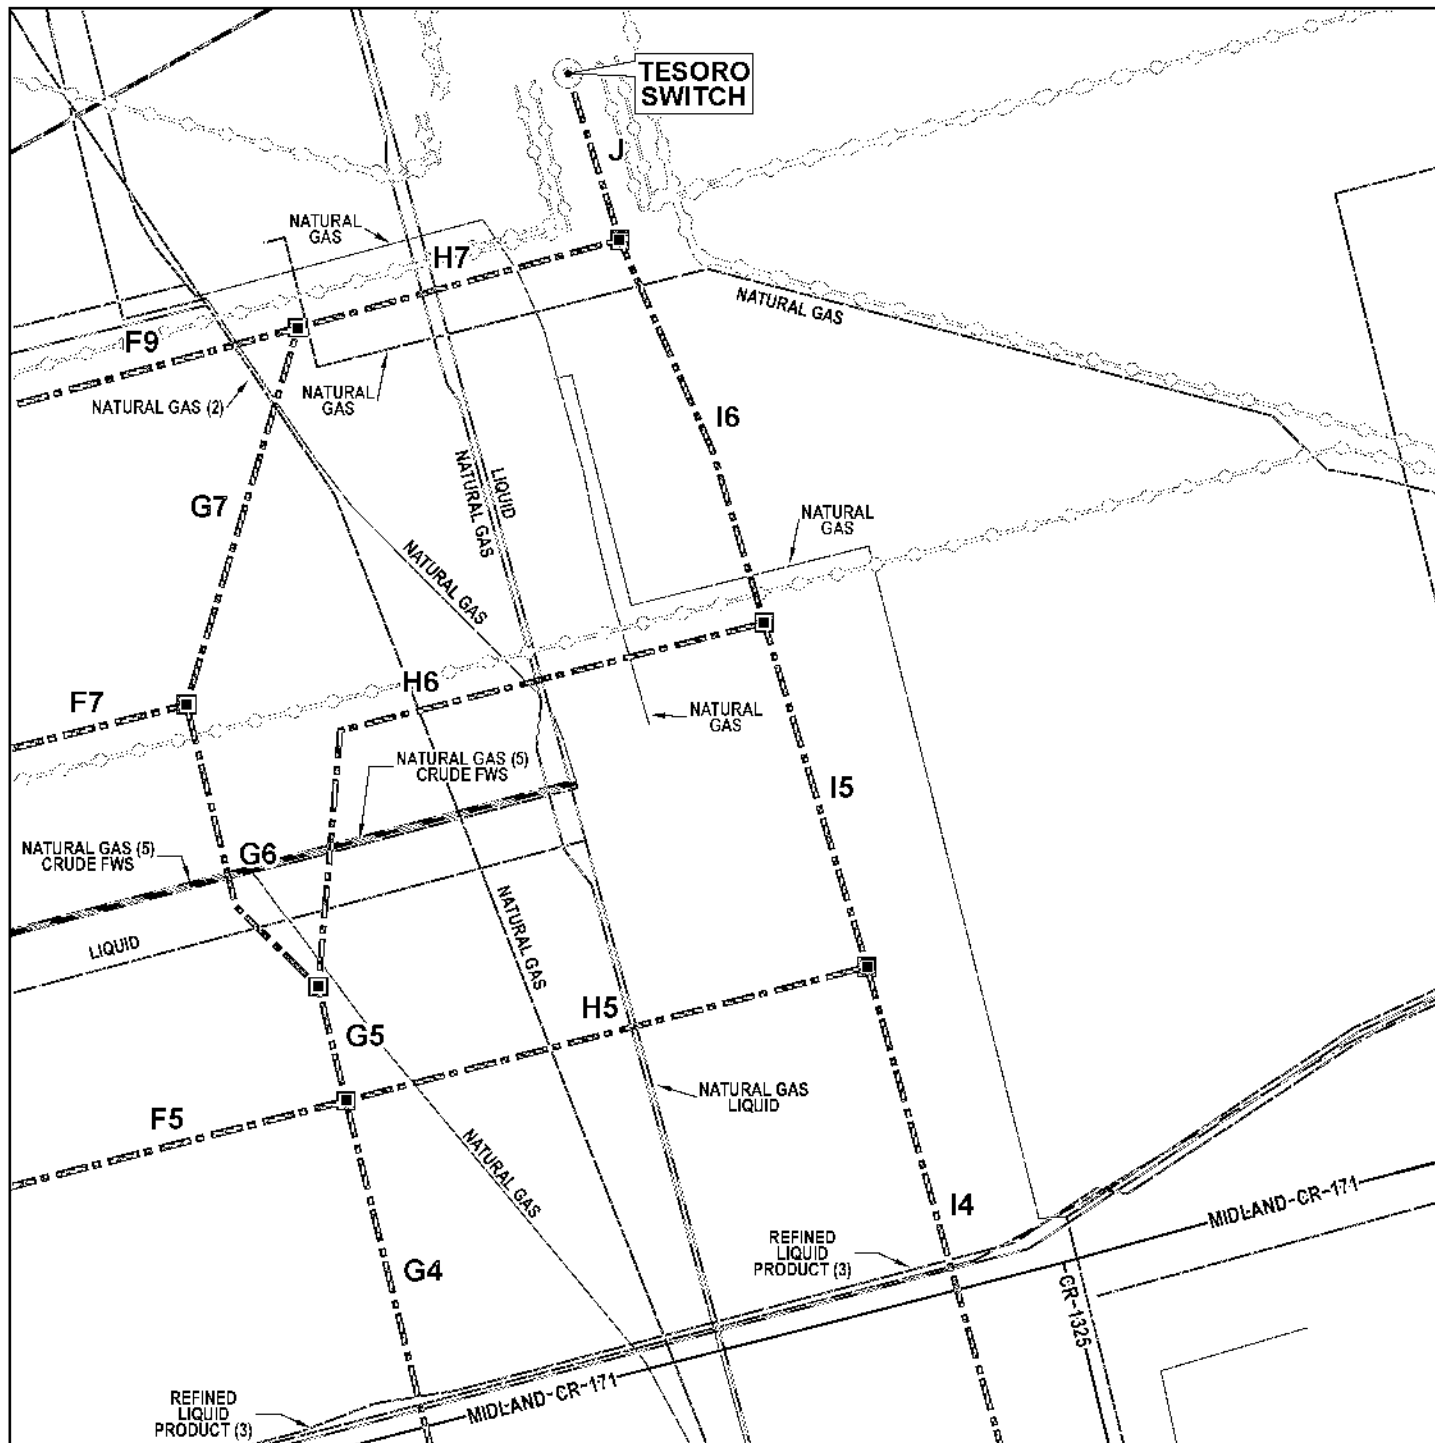 TESORO
SWITCH
J
NATURAL
GAS
H7
NATURAL GAS
F9
NATURAL GAS (2)
NATURAL
GAS
I6
LIQUID
NATURAL GAS
G7
NATURAL
GAS
NATURAL GAS
H6
F7
NATURAL
GAS
NATURAL GAS (5)
CRUDE FWS
I5
NATURAL GAS (5)
CRUDE FWS
G6
NATURAL GAS
LIQUID
H5
G5
NATURAL GAS
LIQUID
F5
NATURAL GAS
I4
MIDLAND-CR-171
REFINED
LIQUID
PRODUCT (3)
G4
CR-1325
MIDLAND-CR-171
REFINED
LIQUID
PRODUCT (3)